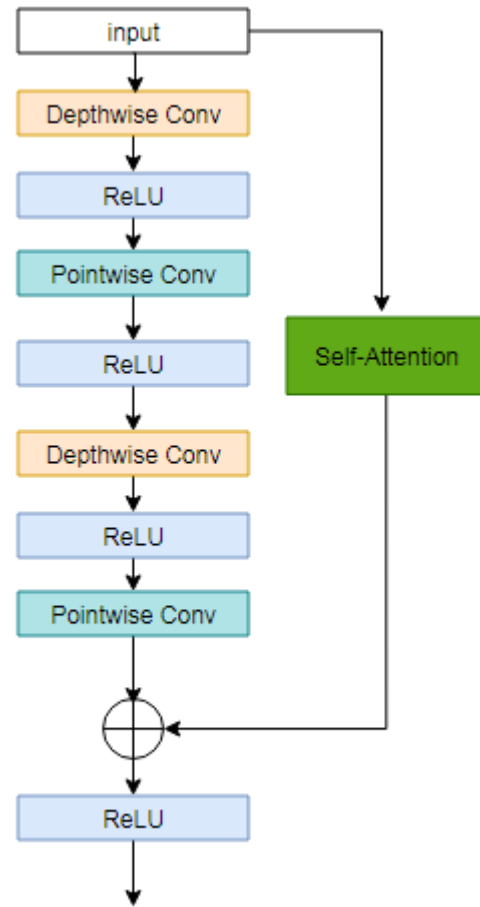 input
Depthwise Conv
ReLU
Pointwise Conv
ReLU
Self-Attention
Depthwise Conv
ReLU
Pointwise Conv
ReLU